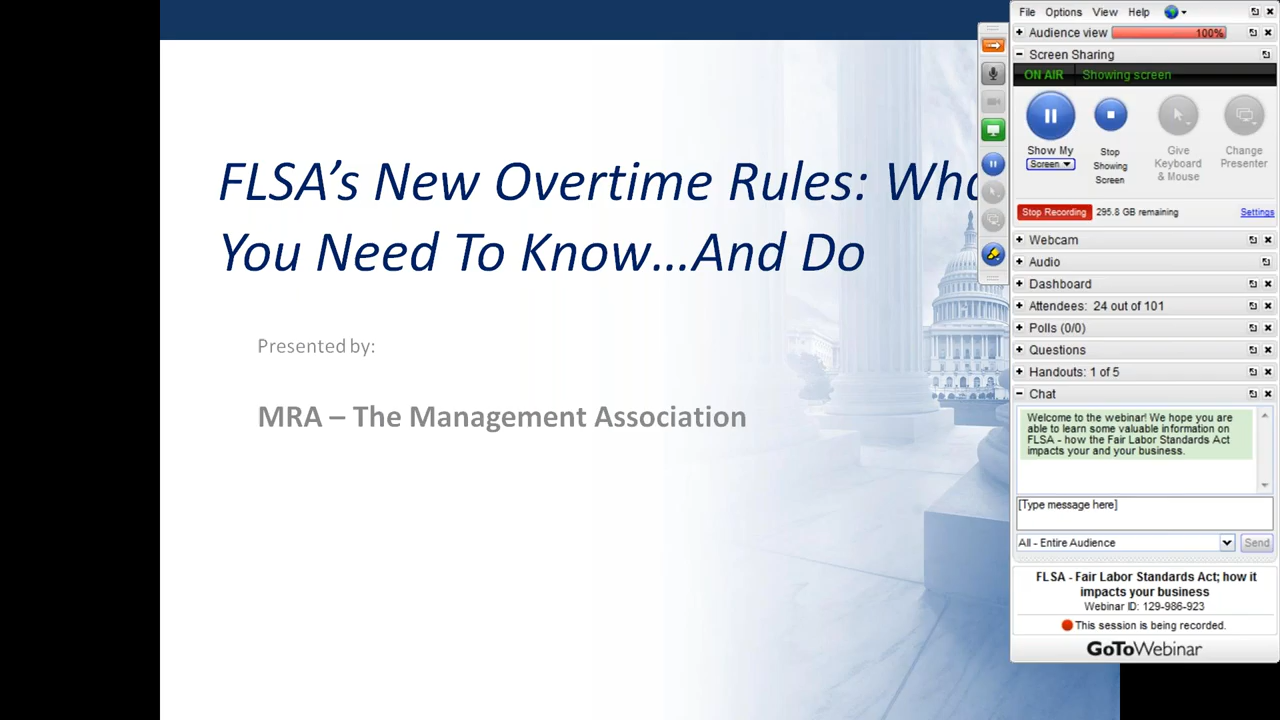 FLSA’s New Overtime Rules:
You Need To Know…And Do
Presented by:
MRA – The Management Association
File Options View Help
Audience view 100%
Screen Sharing
ON AIR Showing screen
Show My
Screen
Stop
Showing
Screen
Give
Keyboard
& Mouse
Change
Presenter
Stop Recording 295.8 GB remaining Settings
Webcam
Audio
Dashboard
Attendees: 24 out of 101
Polls (0/0)
Questions
Handouts: 1 of 5
Chat
Welcome to the webinar! We hope you are
able to learn some valuable information on
FLSA - how the Fair Labor Standards Act
impacts your and your business.
[Type message here]
All - Entire Audience Send
FLSA - Fair Labor Standards Act; how it
impacts your business
Webinar ID: 129-986-923
This session is being recorded.
GoToWebinar